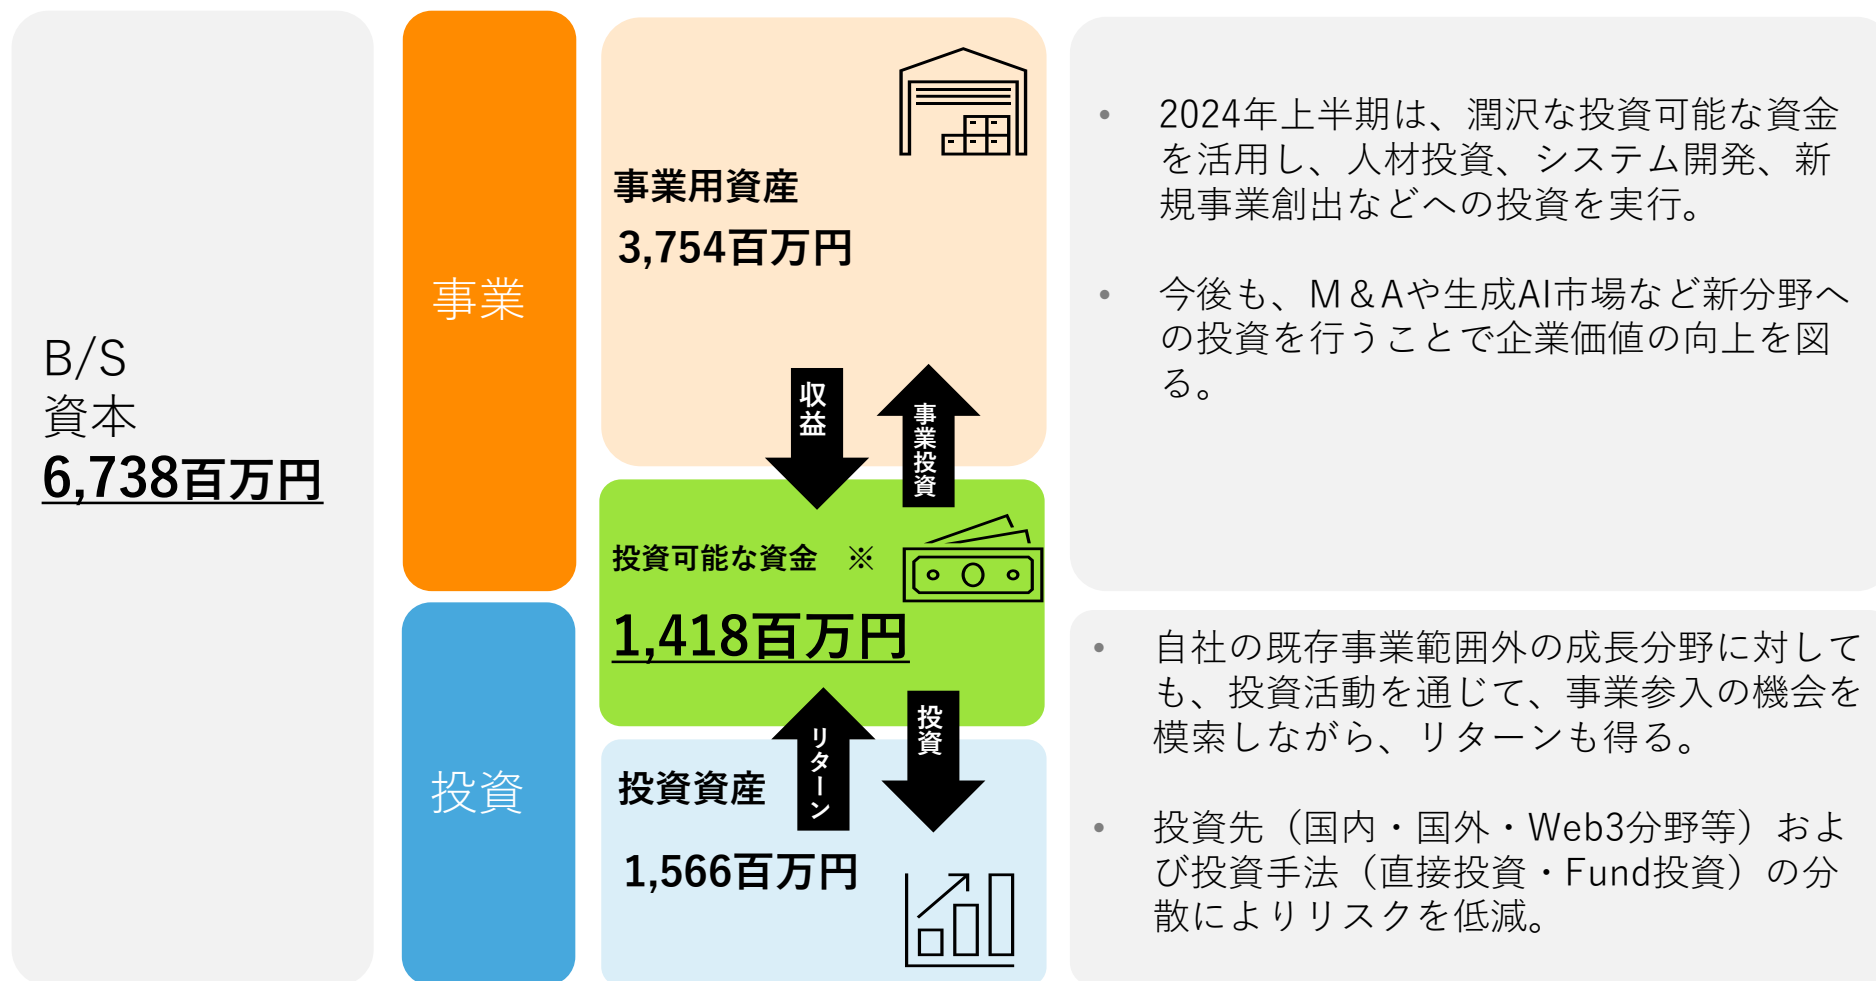 B/S
資本
6,738百万円
事業
投資
事業用資産
3,754百万円
収益
事業投資
投資可能な資金　※
1,418百万円
リターン
投資
投資資産
1,566百万円
• 2024年上半期は、潤沢な投資可能な資金
を活用し、人材投資、システム開発、新
規事業創出などへの投資を実行。
• 今後も、M＆Aや生成AI市場など新分野へ
の投資を行うことで企業価値の向上を図
る。
• 自社の既存事業範囲外の成長分野に対して
も、投資活動を通じて、事業参入の機会を
模索しながら、リターンも得る。
• 投資先（国内・国外・Web3分野等）およ
び投資手法（直接投資・Fund投資）の分
散によりリスクを低減。